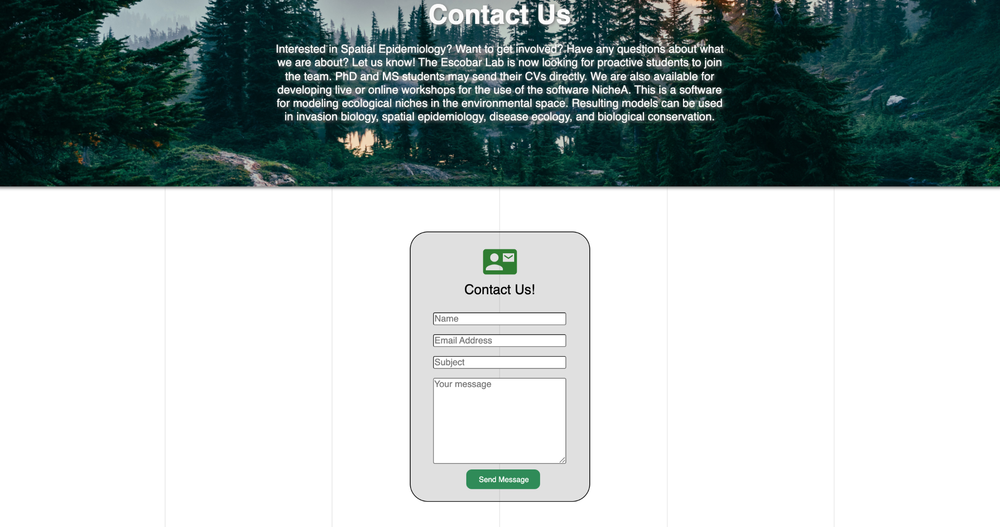 Contact Us
Interested in Spatial Epidemiology? Want to get involved? Have any questions about what
we are about? Let us know! The Escobar Lab is now looking for proactive students to join
the team. PhD and MS students may send their CVs directly. We are also available for
developing live or online workshops for the use of the software NicheA. This is a software
for modeling ecological niches in the environmental space. Resulting models can be used
in invasion biology, spatial epidemiology, disease ecology, and biological conservation.
Contact Us!
Name
Email Address
Subject
Your message
Send Message